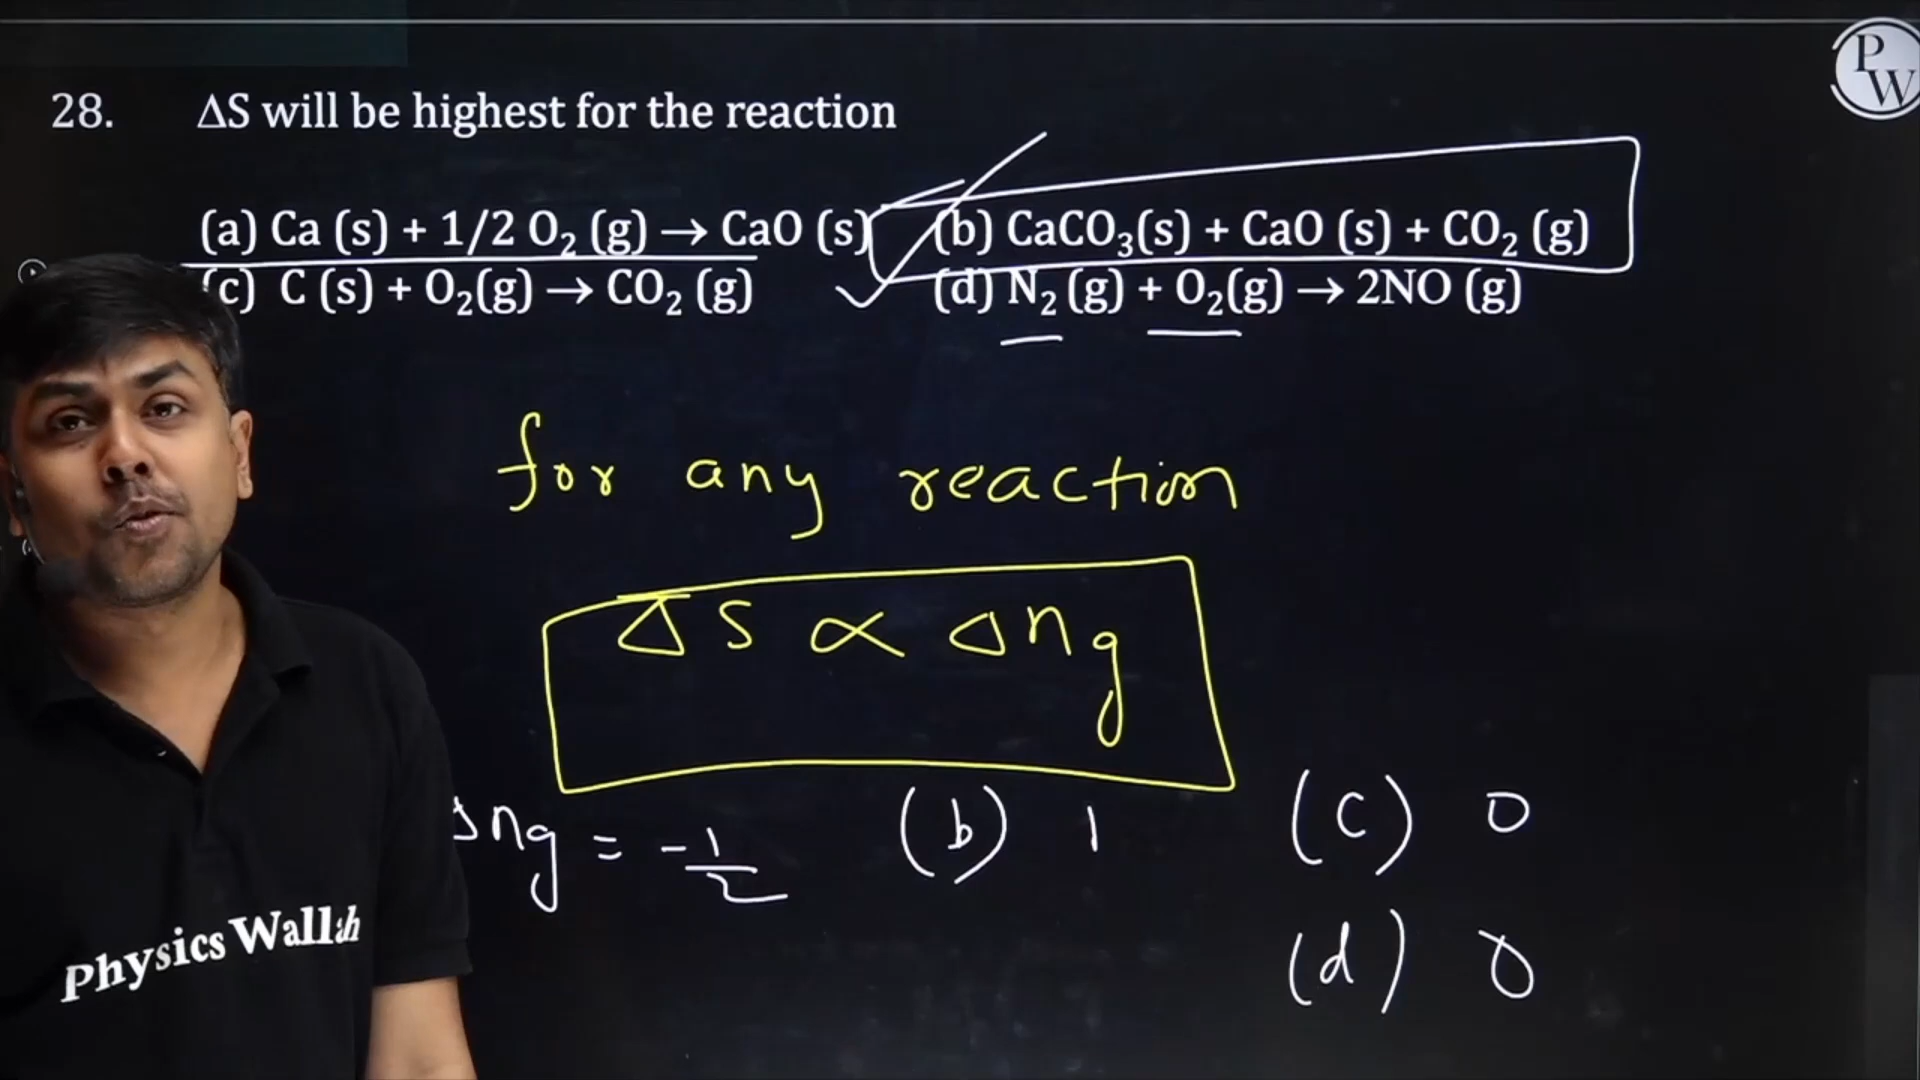 P
W
28. ΔS will be highest for the reaction
(a) Ca (s) + 1/2 O₂ (g) → CaO (s) (b) CaCO₃(s) + CaO (s) + CO₂ (g)
(c) C (s) + O₂(g) → CO₂ (g) (d) N₂ (g) + O₂(g) → 2NO (g)
for any reaction
ΔS ∝ Δng
Δng = -1/2 (b) 1 (c) 0
(d) 0
Physics Wallah